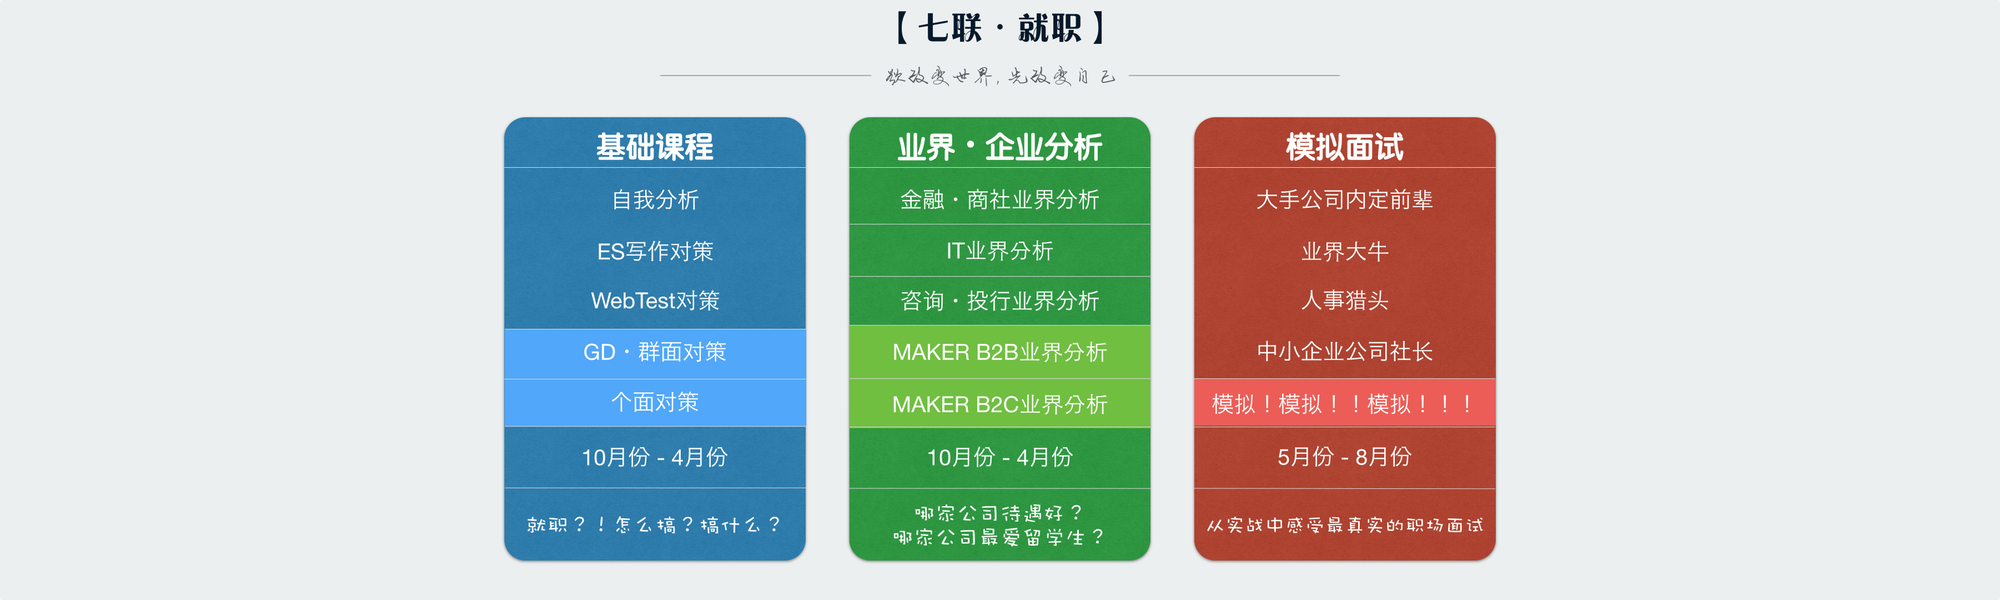 【七联·就职】
欲改变世界,先改变自己
基础课程
自我分析
ES写作对策
WebTest对策
GD·群面对策
个面对策
10月份 - 4月份
就职？！怎么搞？搞什么？
业界·企业分析
金融·商社业界分析
IT业界分析
咨询·投行业界分析
MAKER B2B业界分析
MAKER B2C业界分析
10月份 - 4月份
哪家公司待遇好？
哪家公司最爱留学生？
模拟面试
大手公司内定前辈
业界大牛
人事猎头
中小企业公司社长
模拟！模拟！！模拟！！！
5月份 - 8月份
从实战中感受最真实的职场面试